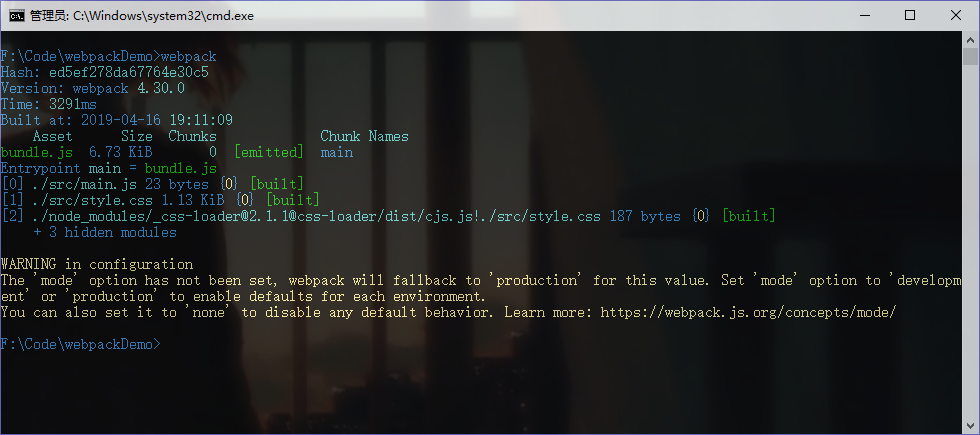 管理员: C:\Windows\system32\cmd.exe
F:\Code\webpackDemo>webpack
Hash: ed5ef278da67764e30c5
Version: webpack 4.30.0
Time: 3291ms
Built at: 2019-04-16 19:11:09
Asset Size Chunks Chunk Names
bundle.js 6.73 KiB 0 [emitted] main
Entrypoint main = bundle.js
[0] ./src/main.js 23 bytes {0} [built]
[1] ./src/style.css 1.13 KiB {0} [built]
[2] ./node_modules/_css-loader@2.1.1@css-loader/dist/cjs.js!./src/style.css 187 bytes {0} [built]
+ 3 hidden modules
WARNING in configuration
The 'mode' option has not been set, webpack will fallback to 'production' for this value. Set 'mode' option to 'developm
ent' or 'production' to enable defaults for each environment.
You can also set it to 'none' to disable any default behavior. Learn more: https://webpack.js.org/concepts/mode/
F:\Code\webpackDemo>